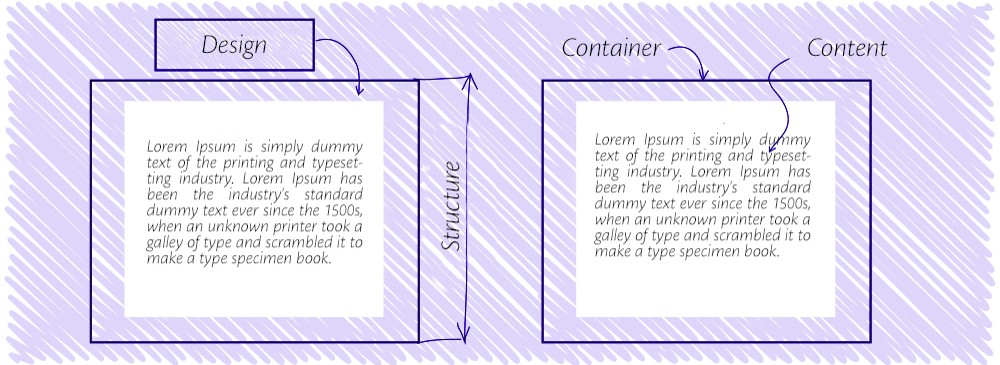 Design
Lorem Ipsum is simply dummy
text of the printing and typeset-
ting industry. Lorem Ipsum has
been the industry's standard
dummy text ever since the 1500s,
when an unknown printer took a
galley of type and scrambled it to
make a type specimen book.
Structure
Container
Content
Lorem Ipsum is simply dummy
text of the printing and typeset-
ting industry. Lorem Ipsum has
been the industry's standard
dummy text ever since the 1500s,
when an unknown printer took a
galley of type and scrambled it to
make a type specimen book.